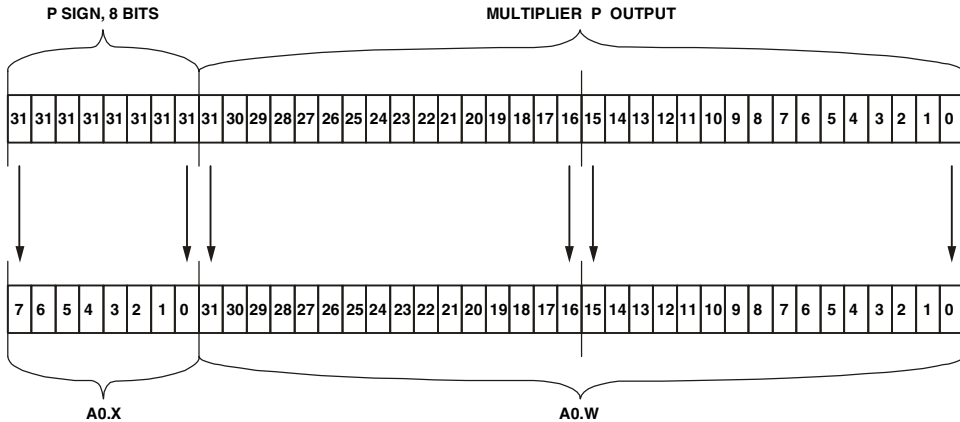 P SIGN, 8 BITS MULTIPLIER P OUTPUT
31 31 31 31 31 31 31 31 31 30 29 28 27 26 25 24 23 22 21 20 19 18 17 16 15 14 13 12 11 10 9 8 7 6 5 4 3 2 1 0
7 6 5 4 3 2 1 0 31 30 29 28 27 26 25 24 23 22 21 20 19 18 17 16 15 14 13 12 11 10 9 8 7 6 5 4 3 2 1 0
A0.X A0.W